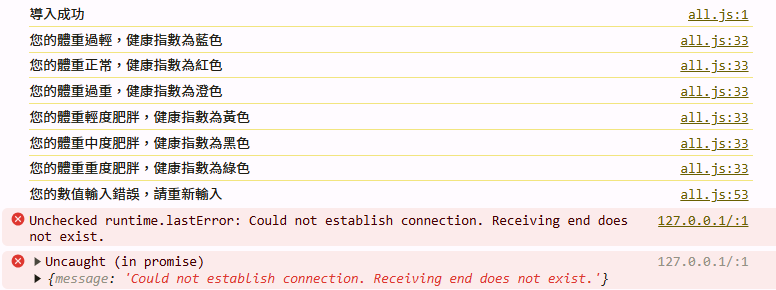 導入成功 all.js:1
您的體重過輕，健康指數為藍色 all.js:33
您的體重正常，健康指數為紅色 all.js:33
您的體重過重，健康指數為澄色 all.js:33
您的體重輕度肥胖，健康指數為黃色 all.js:33
您的體重中度肥胖，健康指數為黑色 all.js:33
您的體重重度肥胖，健康指數為綠色 all.js:33
您的數值輸入錯誤，請重新輸入 all.js:53
Unchecked runtime.lastError: Could not establish connection. Receiving end does 127.0.0.1/:1
not exist.
Uncaught (in promise) 127.0.0.1/:1
{message: 'Could not establish connection. Receiving end does not exist.'}